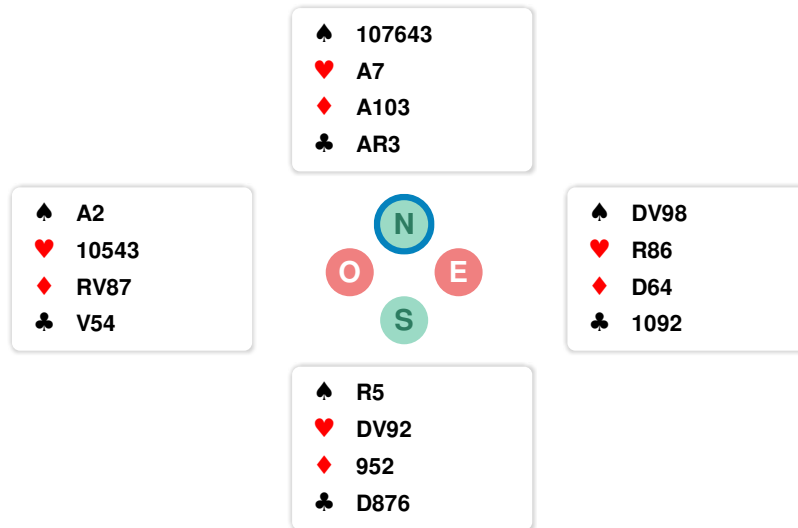 ♠ 107643
♥ A7
♦ A103
♣ AR3
♠ A2
♥ 10543
♦ RV87
♣ V54
N
O E
S
♠ DV98
♥ R86
♦ D64
♣ 1092
♠ R5
♥ DV92
♦ 952
♣ D876